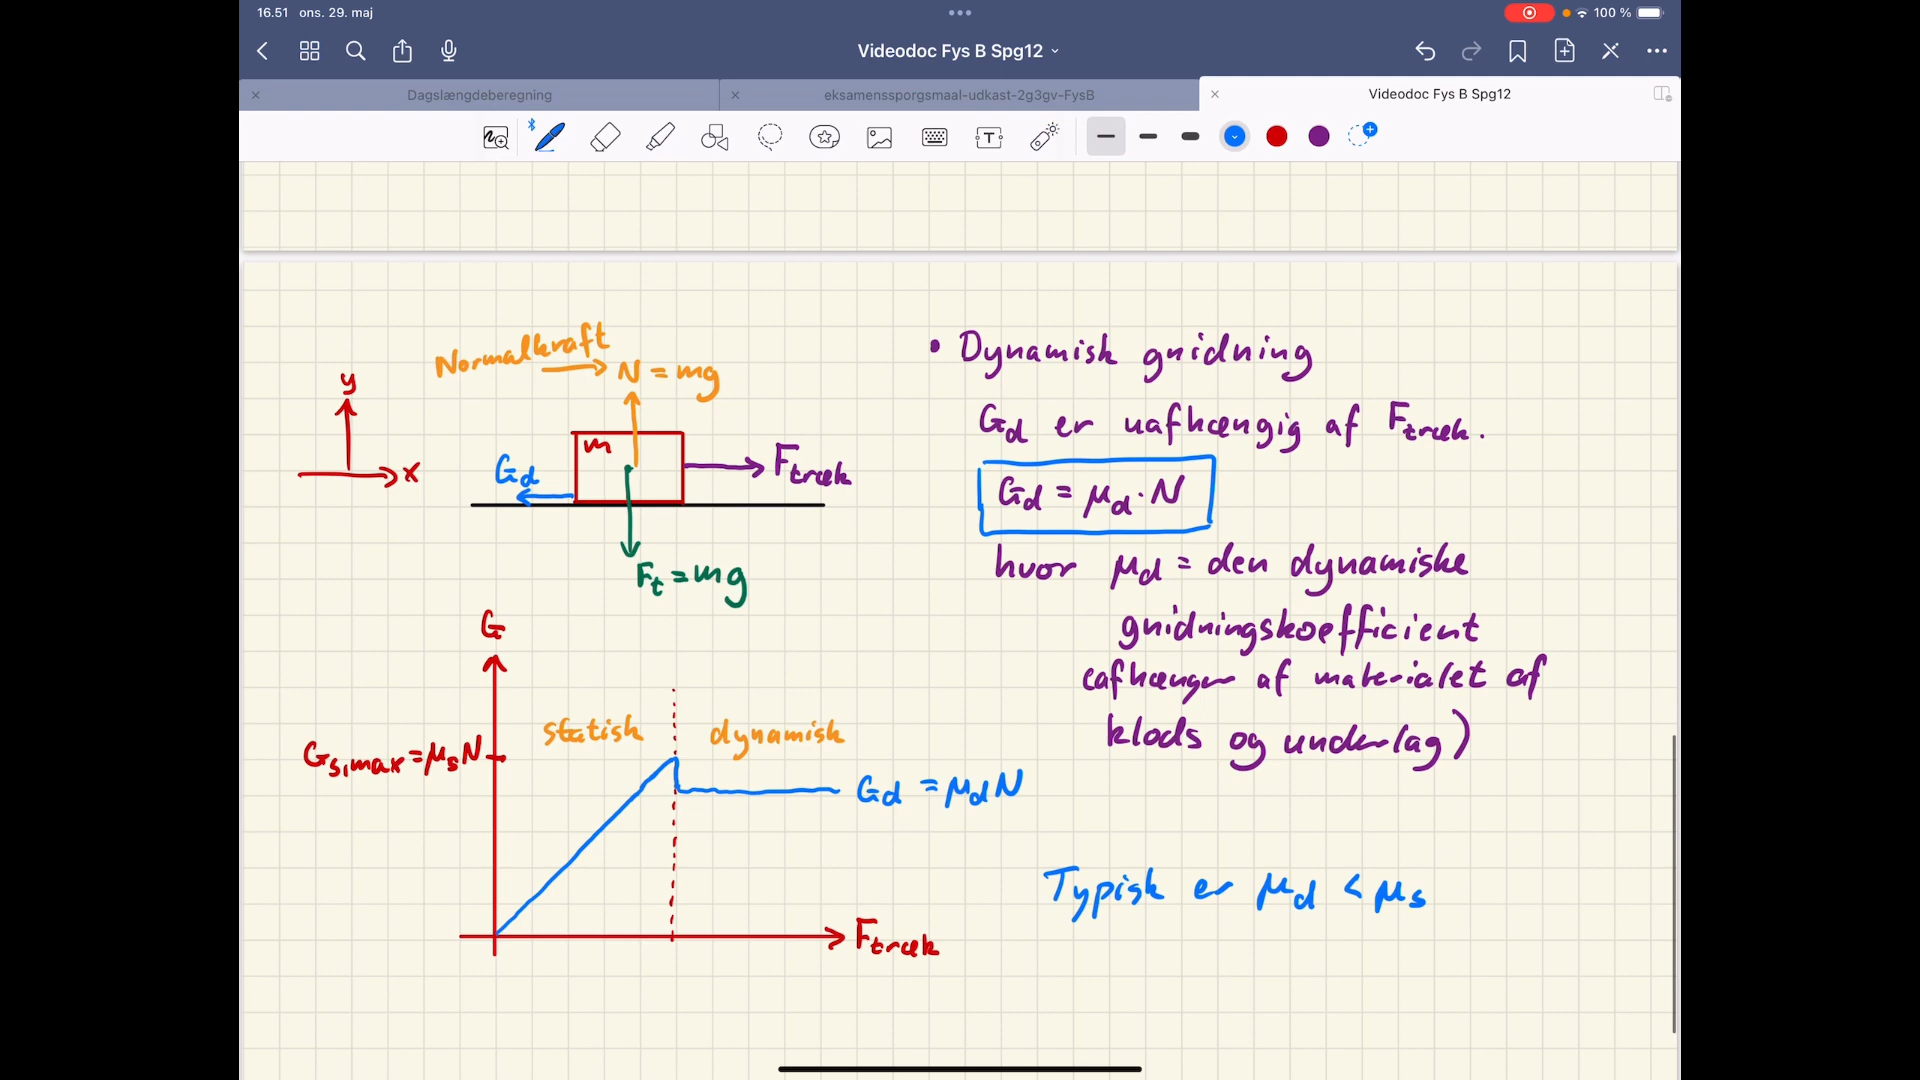 16.51 ons. 29. maj
100 %
Videodoc Fys B Spg12
Dagslængdeberegning
eksamenssporgsmaal-udkast-2g3gv-FysB
Videodoc Fys B Spg12
Normalkraft
N = mg
y
x
m
Gd
Ftræk
Ft = mg
G
statisk
dynamisk
Gs,max = μsN
Gd = μdN
Ftræk
• Dynamisk gnidning
Gd er uafhængig af Ftræk.
Gd = μd · N
hvor μd = den dynamiske
gnidningskoefficient
(afhænger af materialet af
klods og underlag)
Typisk er μd < μs